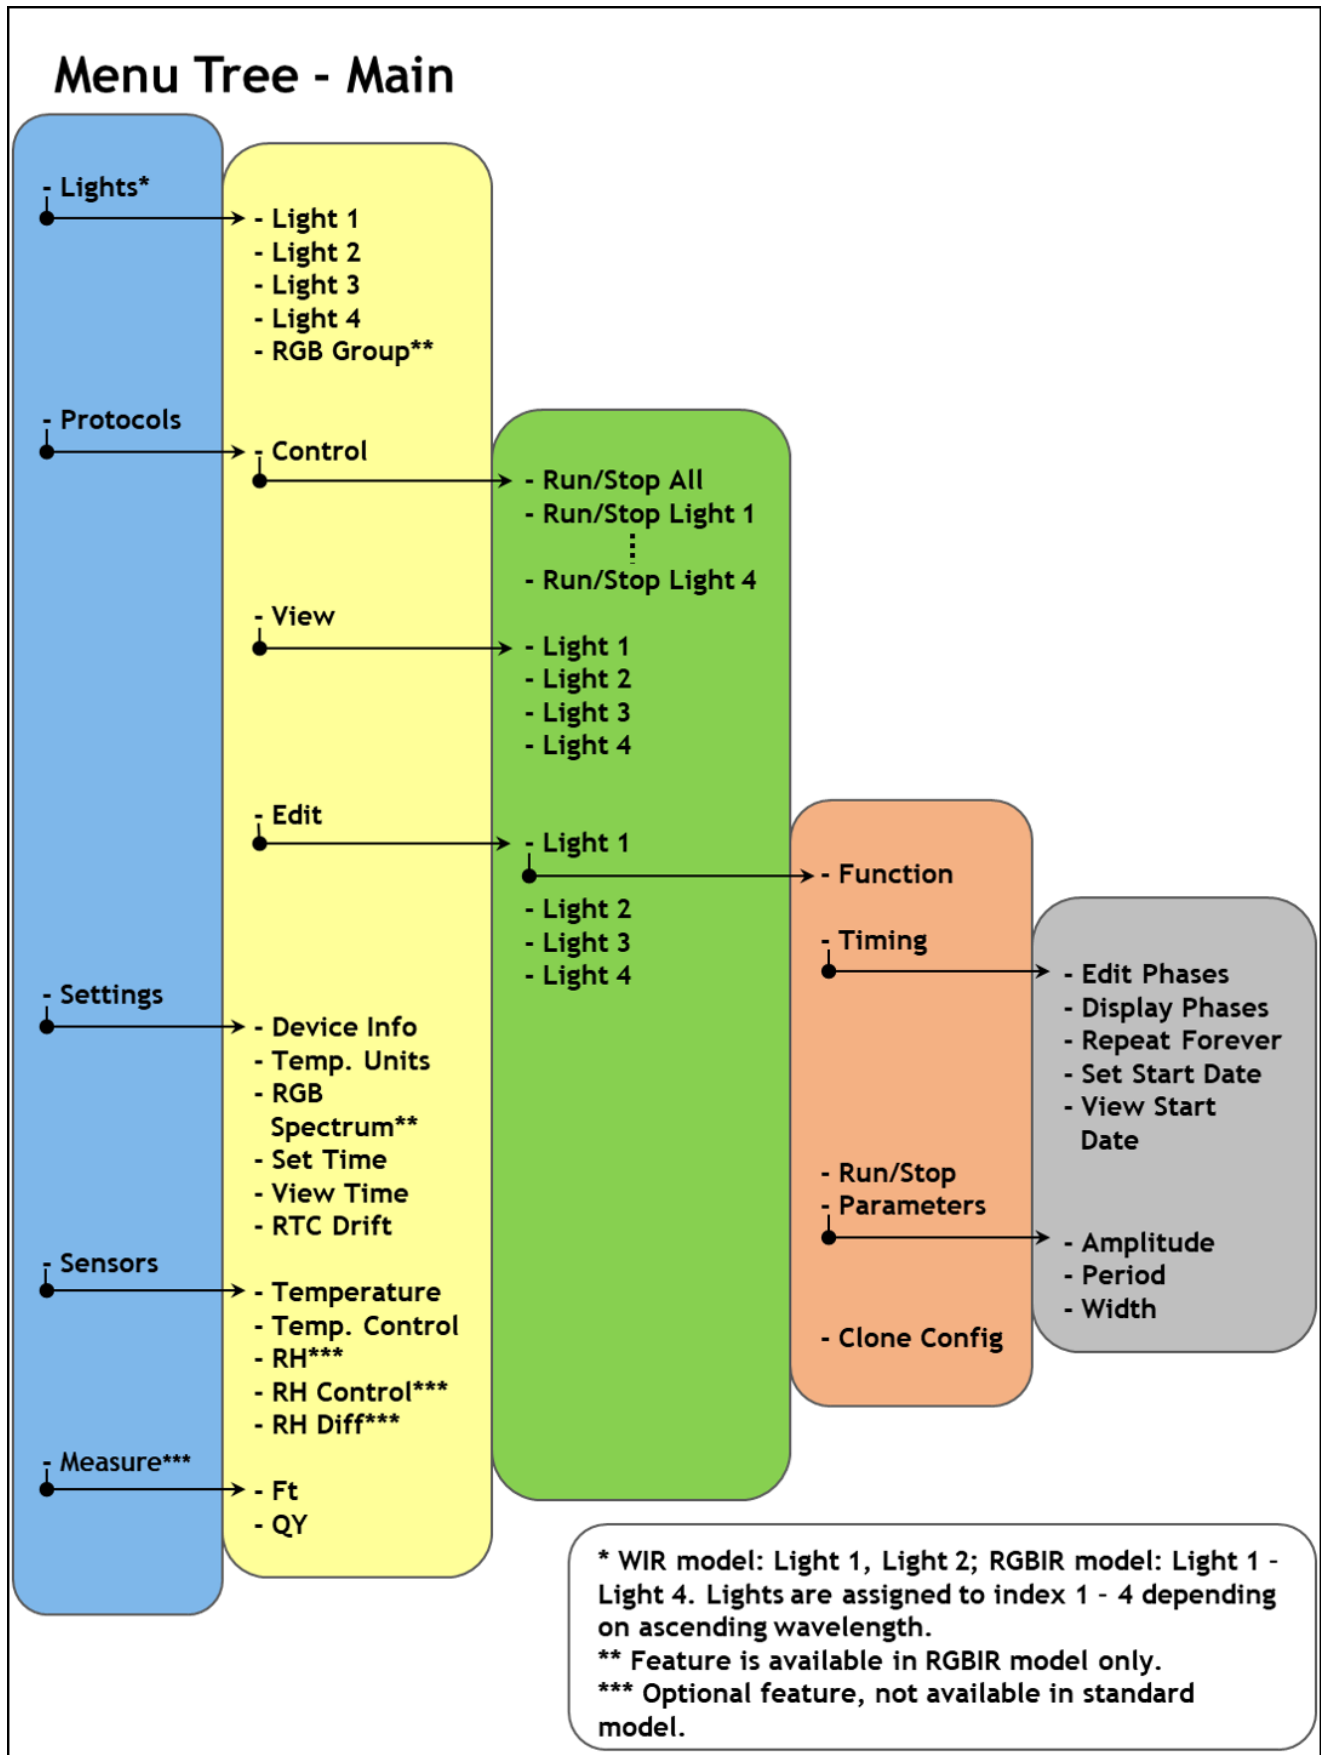 Menu Tree - Main
- Lights*
- Light 1
- Light 2
- Light 3
- Light 4
- RGB Group**
- Protocols
- Control
- Run/Stop All
- Run/Stop Light 1
- Run/Stop Light 4
- View
- Light 1
- Light 2
- Light 3
- Light 4
- Edit
- Light 1
- Function
- Light 2
- Timing
- Light 3
- Light 4
- Edit Phases
- Display Phases
- Repeat Forever
- Set Start Date
- View Start
Date
- Run/Stop
- Parameters
- Amplitude
- Period
- Width
- Clone Config
- Settings
- Device Info
- Temp. Units
- RGB
Spectrum**
- Set Time
- View Time
- RTC Drift
- Sensors
- Temperature
- Temp. Control
- RH***
- RH Control***
- RH Diff***
- Measure***
- Ft
- QY
* WIR model: Light 1, Light 2; RGBIR model: Light 1 –
Light 4. Lights are assigned to index 1 – 4 depending
on ascending wavelength.
** Feature is available in RGBIR model only.
*** Optional feature, not available in standard
model.